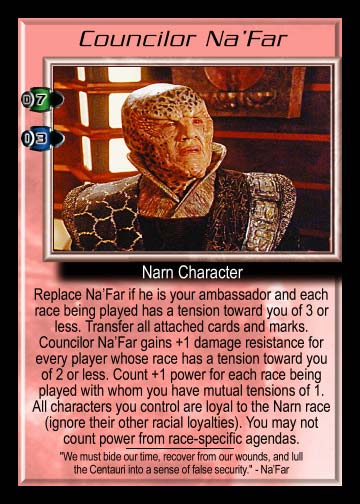 Councilor Na'Far
D 7
I 3
Narn Character
Replace Na'Far if he is your ambassador and each
race being played has a tension toward you of 3 or
less. Transfer all attached cards and marks.
Councilor Na'Far gains +1 damage resistance for
every player whose race has a tension toward you
of 2 or less. Count +1 power for each race being
played with whom you have mutual tensions of 1.
All characters you control are loyal to the Narn race
(ignore their other racial loyalties). You may not
count power from race-specific agendas.
"We must bide our time, recover from our wounds, and lull
the Centauri into a sense of false security." - Na'Far